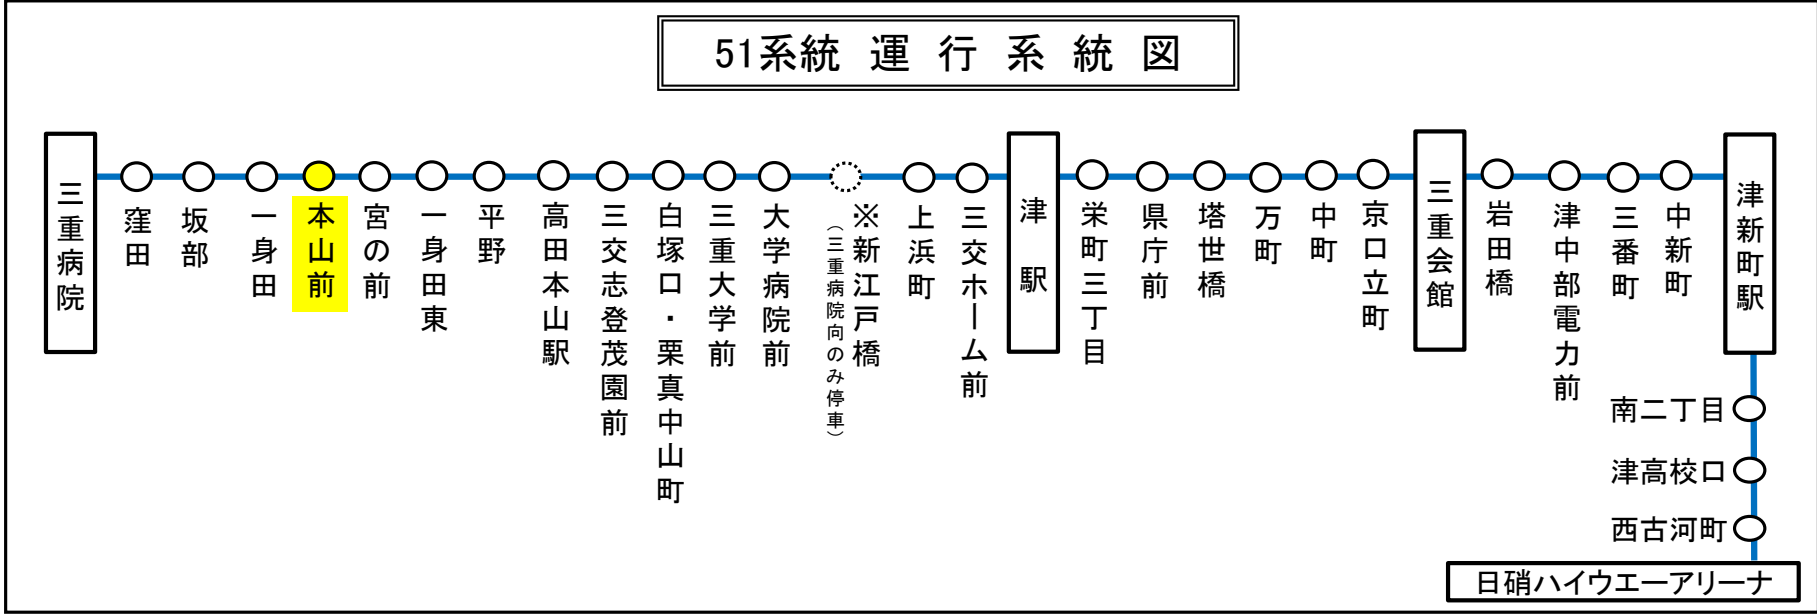 51系統 運 行 系 統 図
三重病院
窪田
坂部
一身田
本山前
宮の前
一身田東
平野
高田本山駅
三交志登茂園前
白塚口・栗真中山町
三重大学前
大学病院前
※新江戸橋
（三重病院向のみ停車）
上浜町
三交ホーム前
津 駅
栄町三丁目
県庁前
塔世橋
万町
中町
京口立町
三重会館
岩田橋
津中部電力前
三番町
中新町
津新町駅
南二丁目
津高校口
西古河町
日硝ハイウエーアリーナ